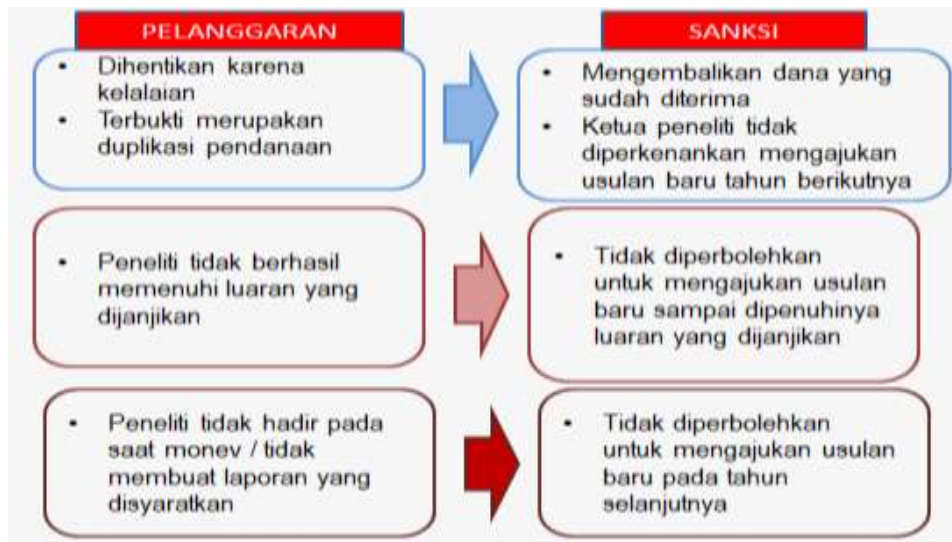 PELANGGARAN
• Dihentikan karena
kelalaian
• Terbukti merupakan
duplikasi pendanaan
SANKSI
• Mengembalikan dana yang
sudah diterima
• Ketua peneliti tidak
diperkenankan mengajukan
usulan baru tahun berikutnya
• Peneliti tidak berhasil
memenuhi luaran yang
dijanjikan
• Tidak diperbolehkan
untuk mengajukan usulan
baru sampai dipenuhinya
luaran yang dijanjikan
• Peneliti tidak hadir pada
saat monev / tidak
membuat laporan yang
disyaratkan
• Tidak diperbolehkan
untuk mengajukan usulan
baru pada tahun
selanjutnya